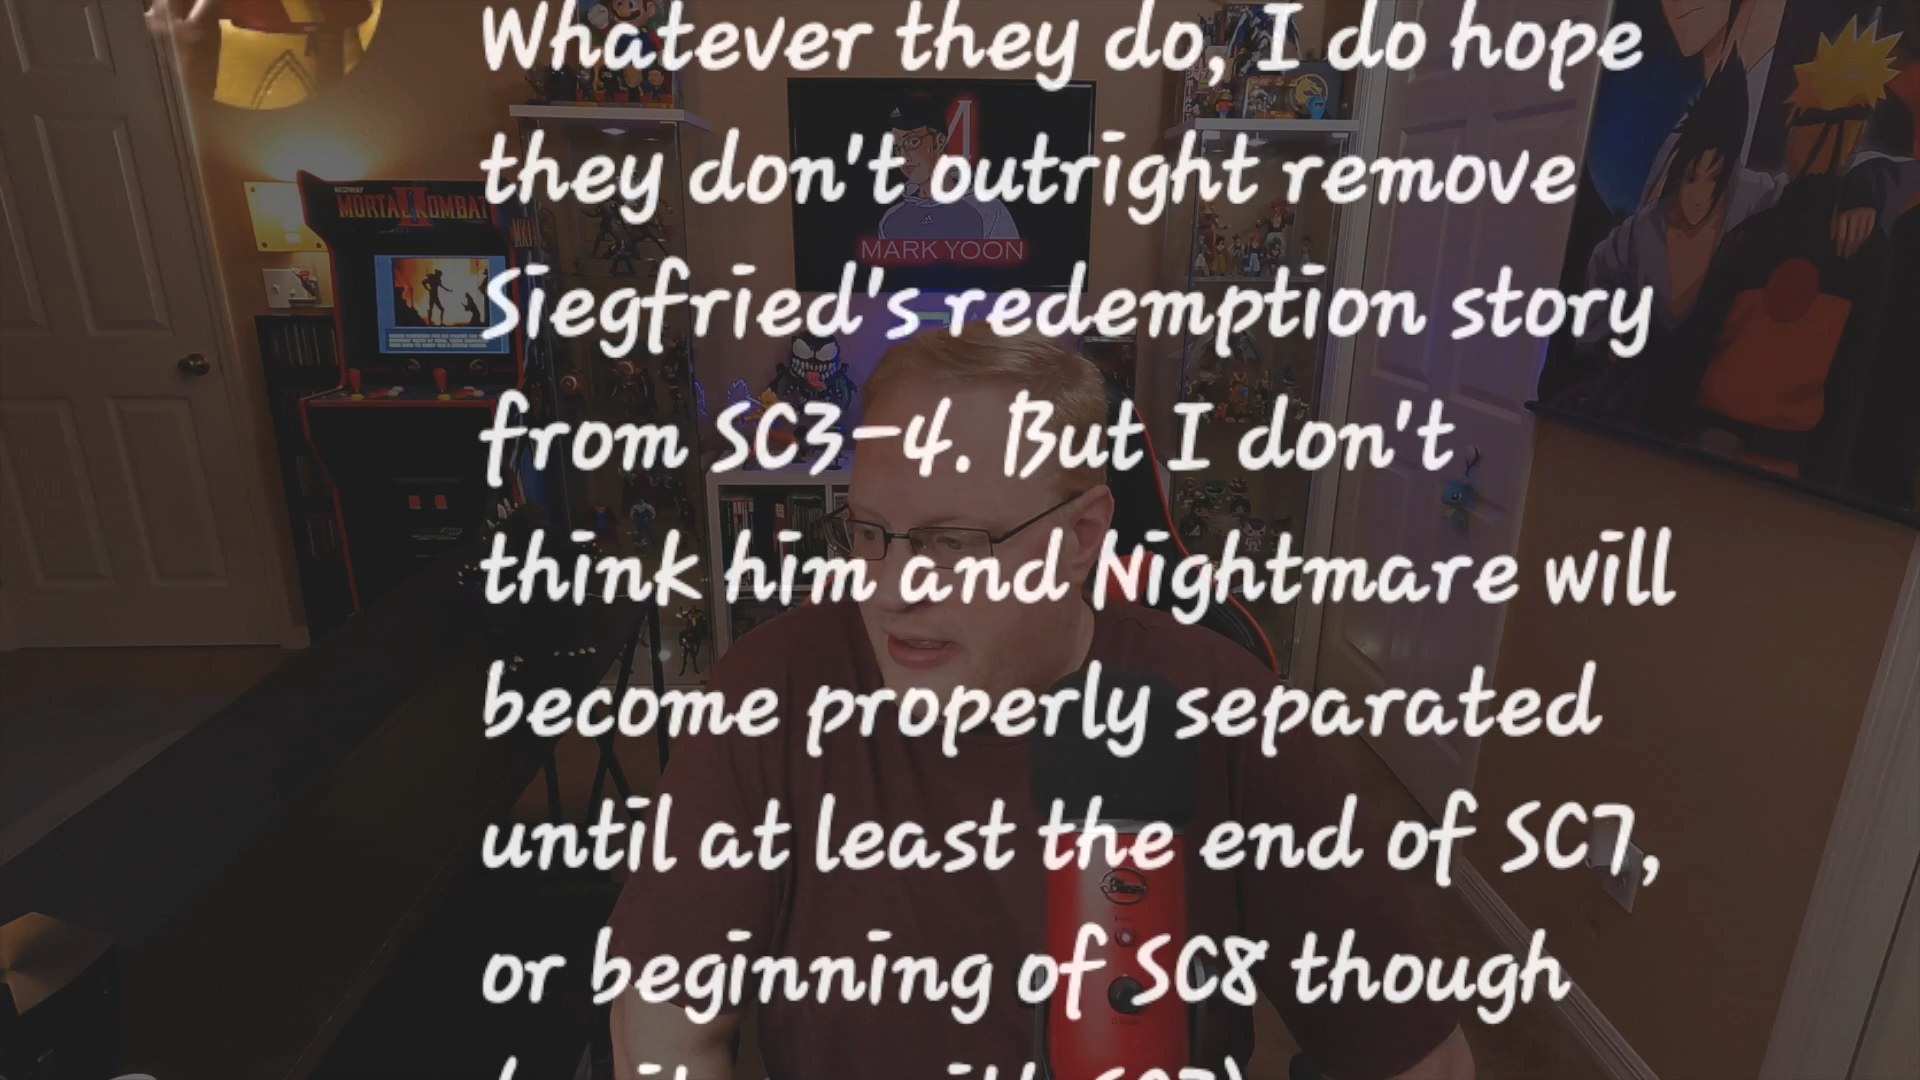 Whatever they do, I do hope
they don't outright remove
Siegfried's redemption story
from SC3-4. But I don't
think him and Nightmare will
become properly separated
until at least the end of SC7,
or beginning of SC8 though
MORTAL KOMBAT II
MARK YOON